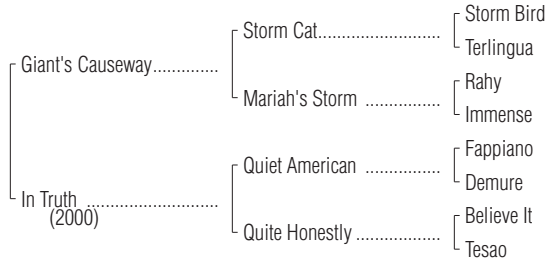 Storm Bird
Storm Cat..........................
Terlingua
Giant's Causeway..............
Rahy
Mariah's Storm ................
Immense
Fappiano
Quiet American ................
Demure
In Truth ............................
(2000)
Believe It
Quite Honestly ..................
Tesao